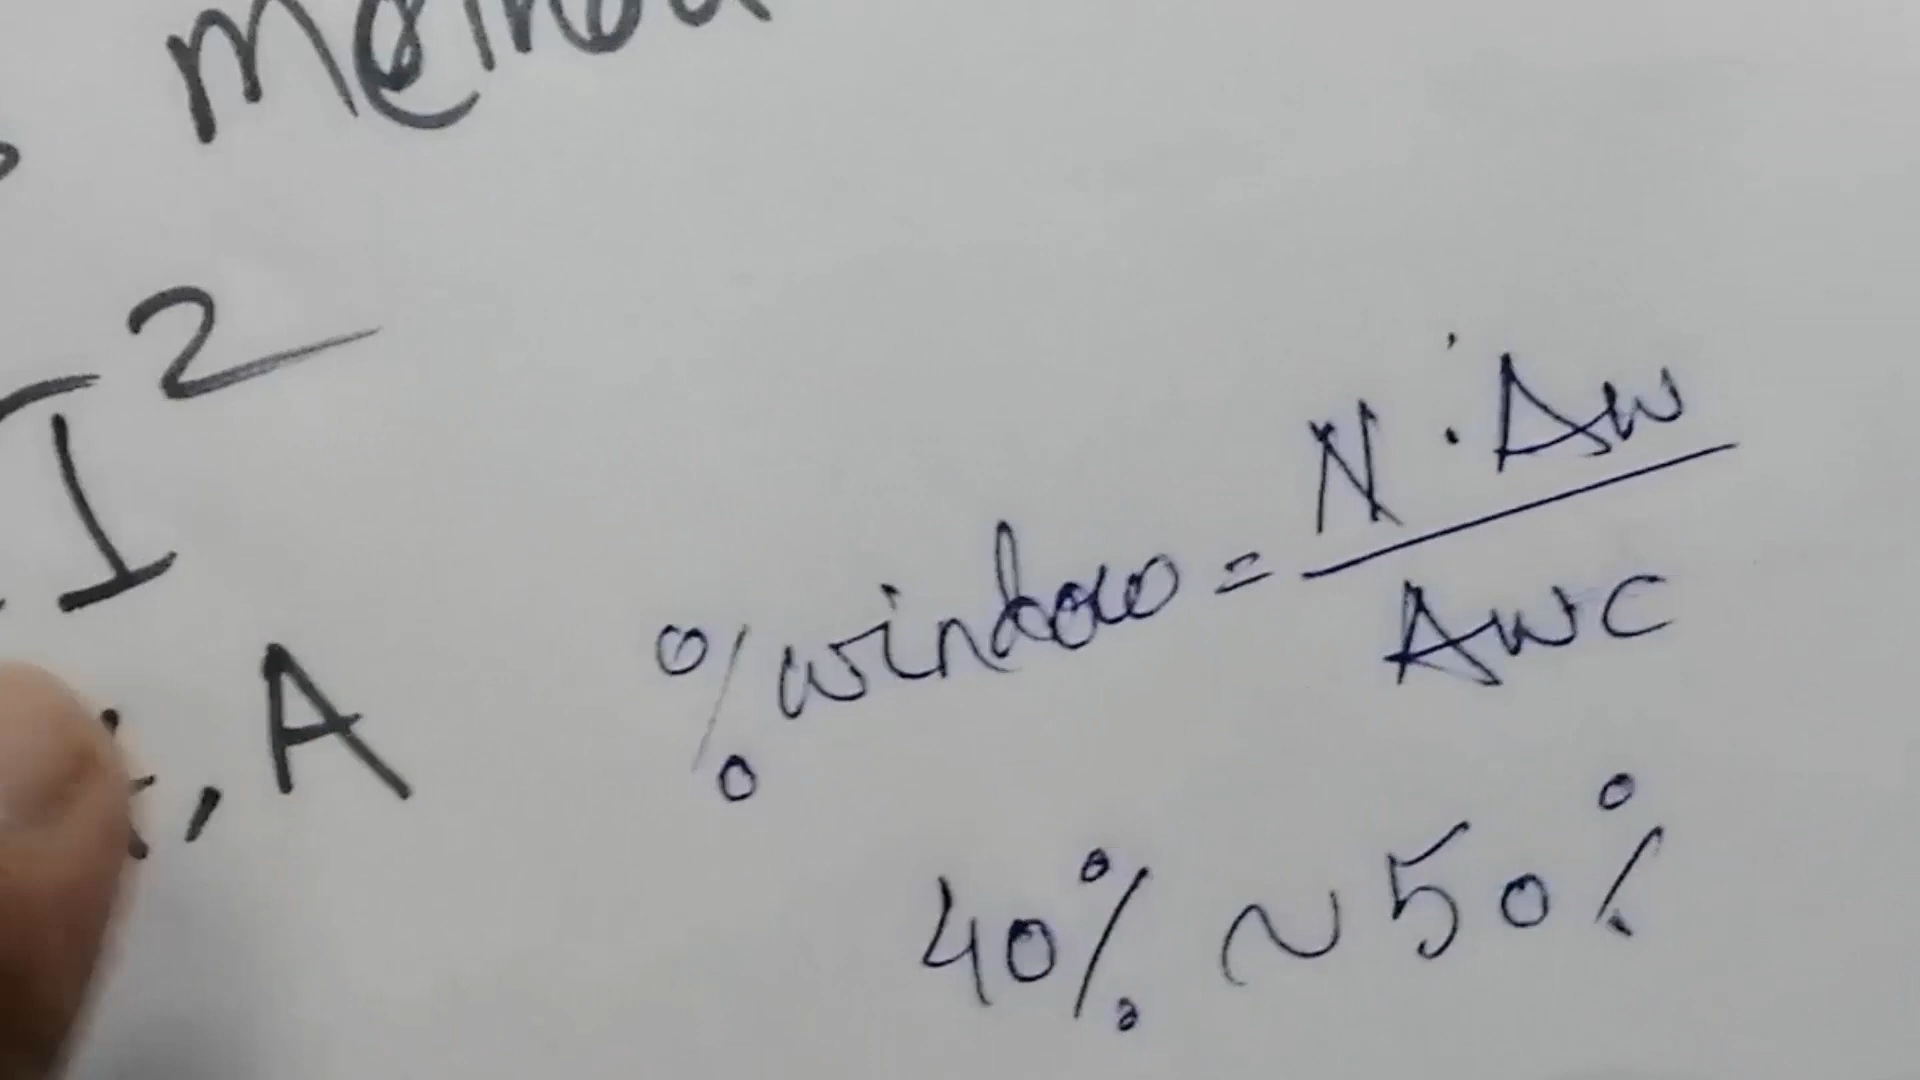 Method
I²
, A
% window = N · Aw / Awc
40% ~ 50%